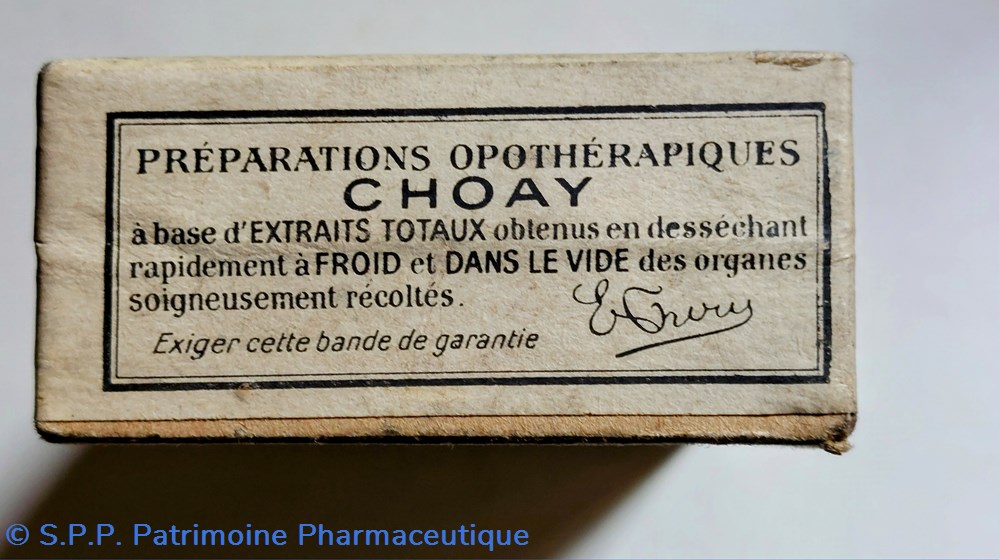 PRÉPARATIONS OPOTHÉRAPIQUES
CHOAY
à base d'EXTRAITS TOTAUX obtenus en desséchant
rapidement à FROID et DANS LE VIDE des organes
soigneusement récoltés.
Exiger cette bande de garantie
© S.P.P. Patrimoine Pharmaceutique